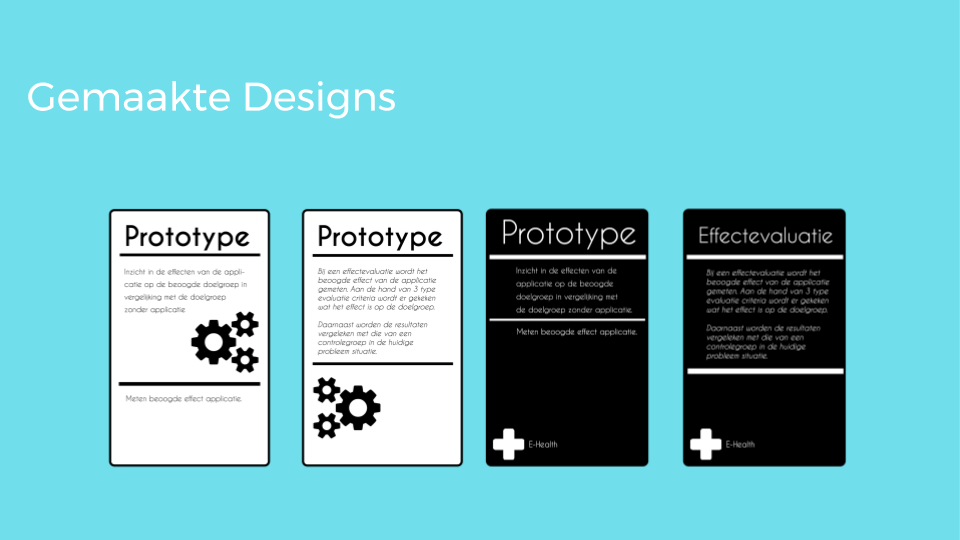 Gemaakte Designs
Prototype
Inzicht in de effecten van de appli-
catie op de beoogde doelgroep in
vergelijking met de doelgroep
zonder applicatie
Meten beoogde effect applicatie.
Prototype
Bij een effectevaluatie wordt het
beoogde effect van de applicatie
gemeten. Aan de hand van 3 type
evaluatie criteria wordt er gekeken
wat het effect is op de doelgroep.
Daarnaast worden de resultaten
vergeleken met die van een
controlegroep in de huidige
probleem situatie.
Prototype
Inzicht in de effecten van de
applicatie op de beoogde
doelgroep in vergelijking met
de doelgroep zonder applicatie.
Meten beoogde effect applicatie.
E-Health
Effectevaluatie
Bij een effectevaluatie wordt het
beoogde effect van de applicatie
gemeten. Aan de hand van 3 type
evaluatie criteria wordt er gekeken
wat het effect is op de doelgroep.
Daarnaast worden de resultaten
vergeleken met die van een
controlegroep in de huidige
probleem situatie.
E-Health